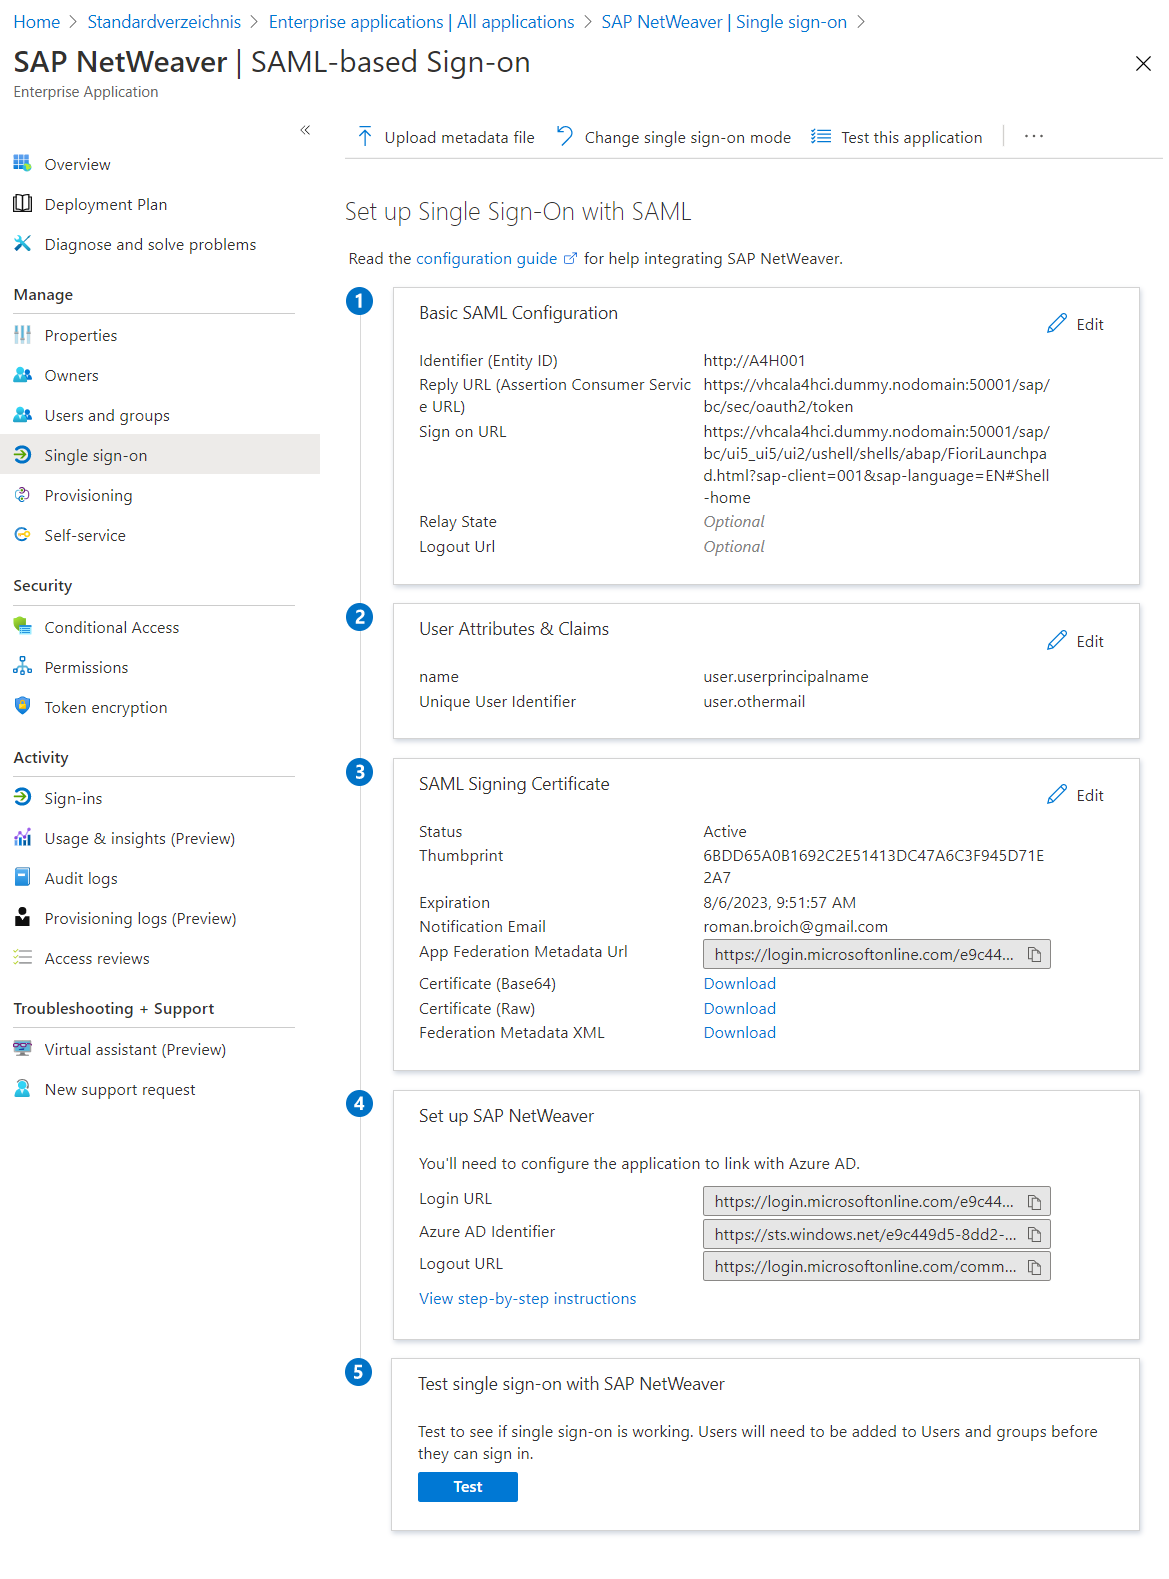 Home > Standardverzeichnis > Enterprise applications | All applications > SAP NetWeaver | Single sign-on >
SAP NetWeaver | SAML-based Sign-on
Enterprise Application
«
Overview
Deployment Plan
Diagnose and solve problems
Manage
Properties
Owners
Users and groups
Single sign-on
Provisioning
Self-service
Security
Conditional Access
Permissions
Token encryption
Activity
Sign-ins
Usage & insights (Preview)
Audit logs
Provisioning logs (Preview)
Access reviews
Troubleshooting + Support
Virtual assistant (Preview)
New support request
Upload metadata file Change single sign-on mode Test this application ...
Set up Single Sign-On with SAML
Read the configuration guide for help integrating SAP NetWeaver.
1
Basic SAML Configuration
Edit
Identifier (Entity ID) http://A4H001
Reply URL (Assertion Consumer Servic https://vhcala4hci.dummy.nodomain:50001/sap/
e URL) bc/sec/oauth2/token
Sign on URL https://vhcala4hci.dummy.nodomain:50001/sap/
bc/ui5_ui5/ui2/ushell/shells/abap/FioriLaunchpa
d.html?sap-client=001&sap-language=EN#Shell
-home
Relay State Optional
Logout Url Optional
2
User Attributes & Claims
Edit
name user.userprincipalname
Unique User Identifier user.othermail
3
SAML Signing Certificate
Edit
Status Active
Thumbprint 6BDD65A0B1692C2E51413DC47A6C3F945D71E
2A7
Expiration 8/6/2023, 9:51:57 AM
Notification Email roman.broich@gmail.com
App Federation Metadata Url https://login.microsoftonline.com/e9c44...
Certificate (Base64) Download
Certificate (Raw) Download
Federation Metadata XML Download
4
Set up SAP NetWeaver
You'll need to configure the application to link with Azure AD.
Login URL https://login.microsoftonline.com/e9c44...
Azure AD Identifier https://sts.windows.net/e9c449d5-8dd2-...
Logout URL https://login.microsoftonline.com/comm...
View step-by-step instructions
5
Test single sign-on with SAP NetWeaver
Test to see if single sign-on is working. Users will need to be added to Users and groups before
they can sign in.
Test